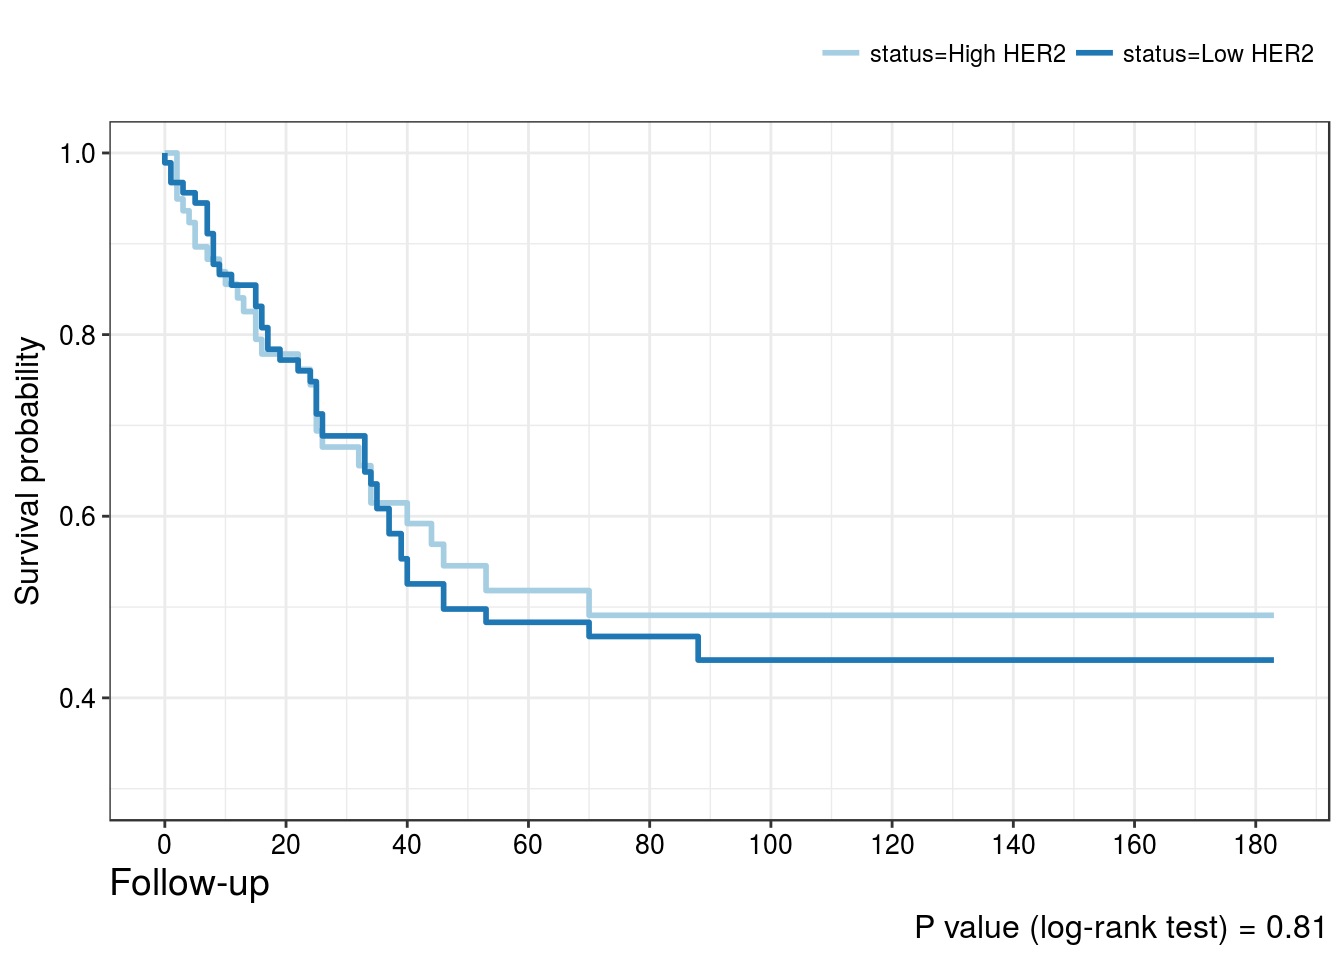 status=High HER2 status=Low HER2
Survival probability
1.0
0.8
0.6
0.4
0 20 40 60 80 100 120 140 160 180
Follow-up
P value (log-rank test) = 0.81